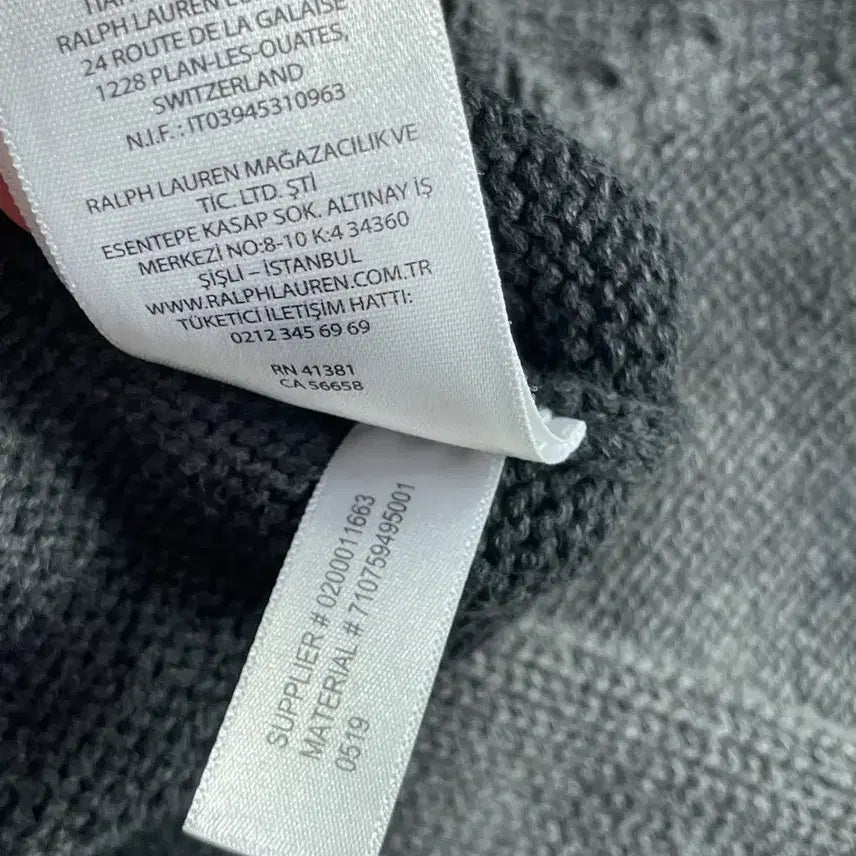 RALPH LAUREN
24 ROUTE DE LA GALAISE
1228 PLAN-LES-OUATES,
SWITZERLAND
N.I.F.: IT03945310963
RALPH LAUREN MAĞAZACILIK VE
TİC. LTD. ŞTİ
ESENTEPE KASAP SOK. ALTINAY İŞ
MERKEZİ NO:8-10 K:4 34360
ŞİŞLİ – İSTANBUL
WWW.RALPHLAUREN.COM.TR
TÜKETİCİ İLETİŞİM HATTI:
0212 345 69 69
RN 41381
CA 56658
SUPPLIER # 0200011663
MATERIAL # 710759495001
0519